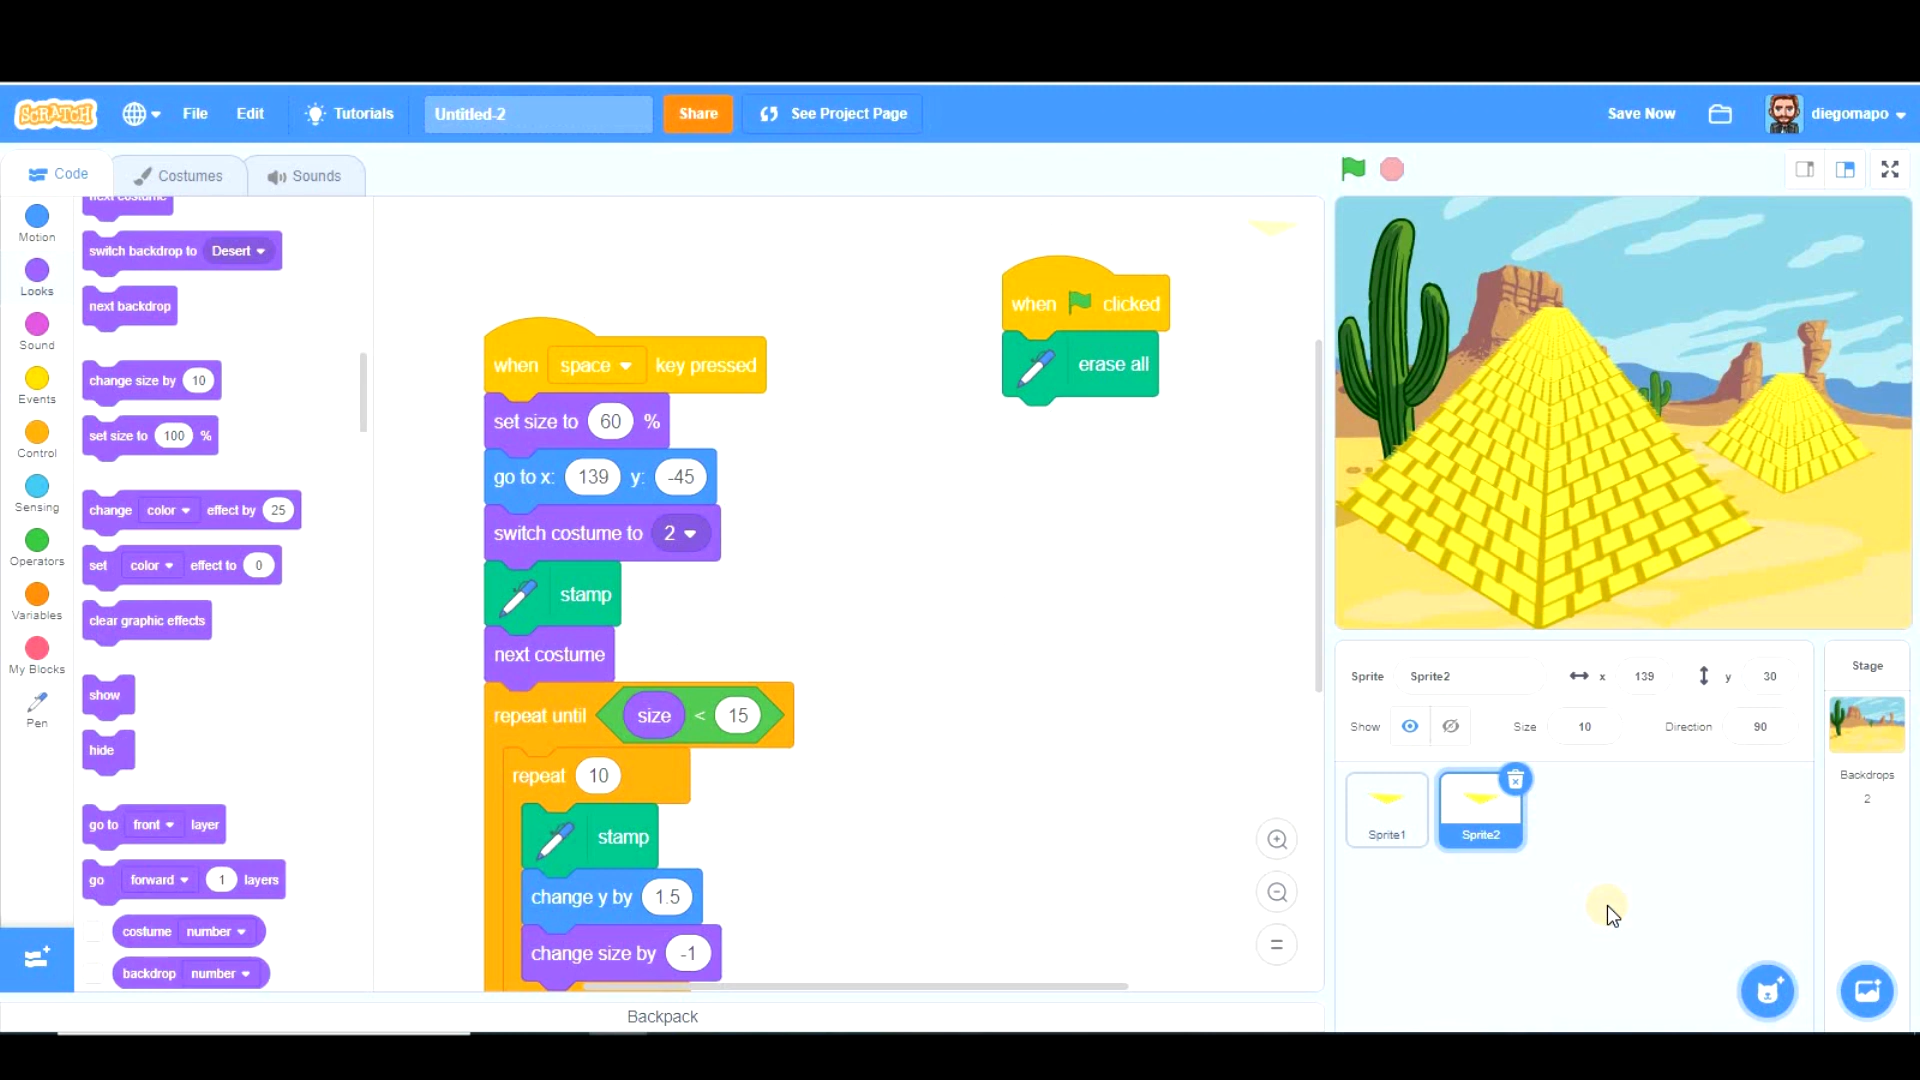 SCRATCH
File
Edit
Tutorials
Untitled-2
Share
See Project Page
Save Now
diegomapo
Code
Costumes
Sounds
Motion
Looks
Sound
Events
Control
Sensing
Operators
Variables
My Blocks
Pen
next costume
switch backdrop to Desert
next backdrop
change size by 10
set size to 100 %
change color effect by 25
set color effect to 0
clear graphic effects
show
hide
go to front layer
go forward 1 layers
costume number
backdrop number
when space key pressed
set size to 60 %
go to x: 139 y: -45
switch costume to 2
stamp
next costume
repeat until size < 15
repeat 10
stamp
change y by 1.5
change size by -1
when clicked
erase all
=
Backpack
Sprite Sprite2 x 139 y 30
Show Size 10 Direction 90
Sprite1
Sprite2
Stage
Backdrops
2